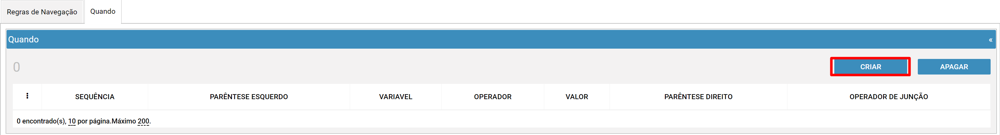 Regras de Navegação Quando
Quando «
0 CRIAR APAGAR
SEQUÊNCIA PARÊNTESE ESQUERDO VARIAVEL OPERADOR VALOR PARÊNTESE DIREITO OPERADOR DE JUNÇÃO
0 encontrado(s), 10 por página.Máximo 200.